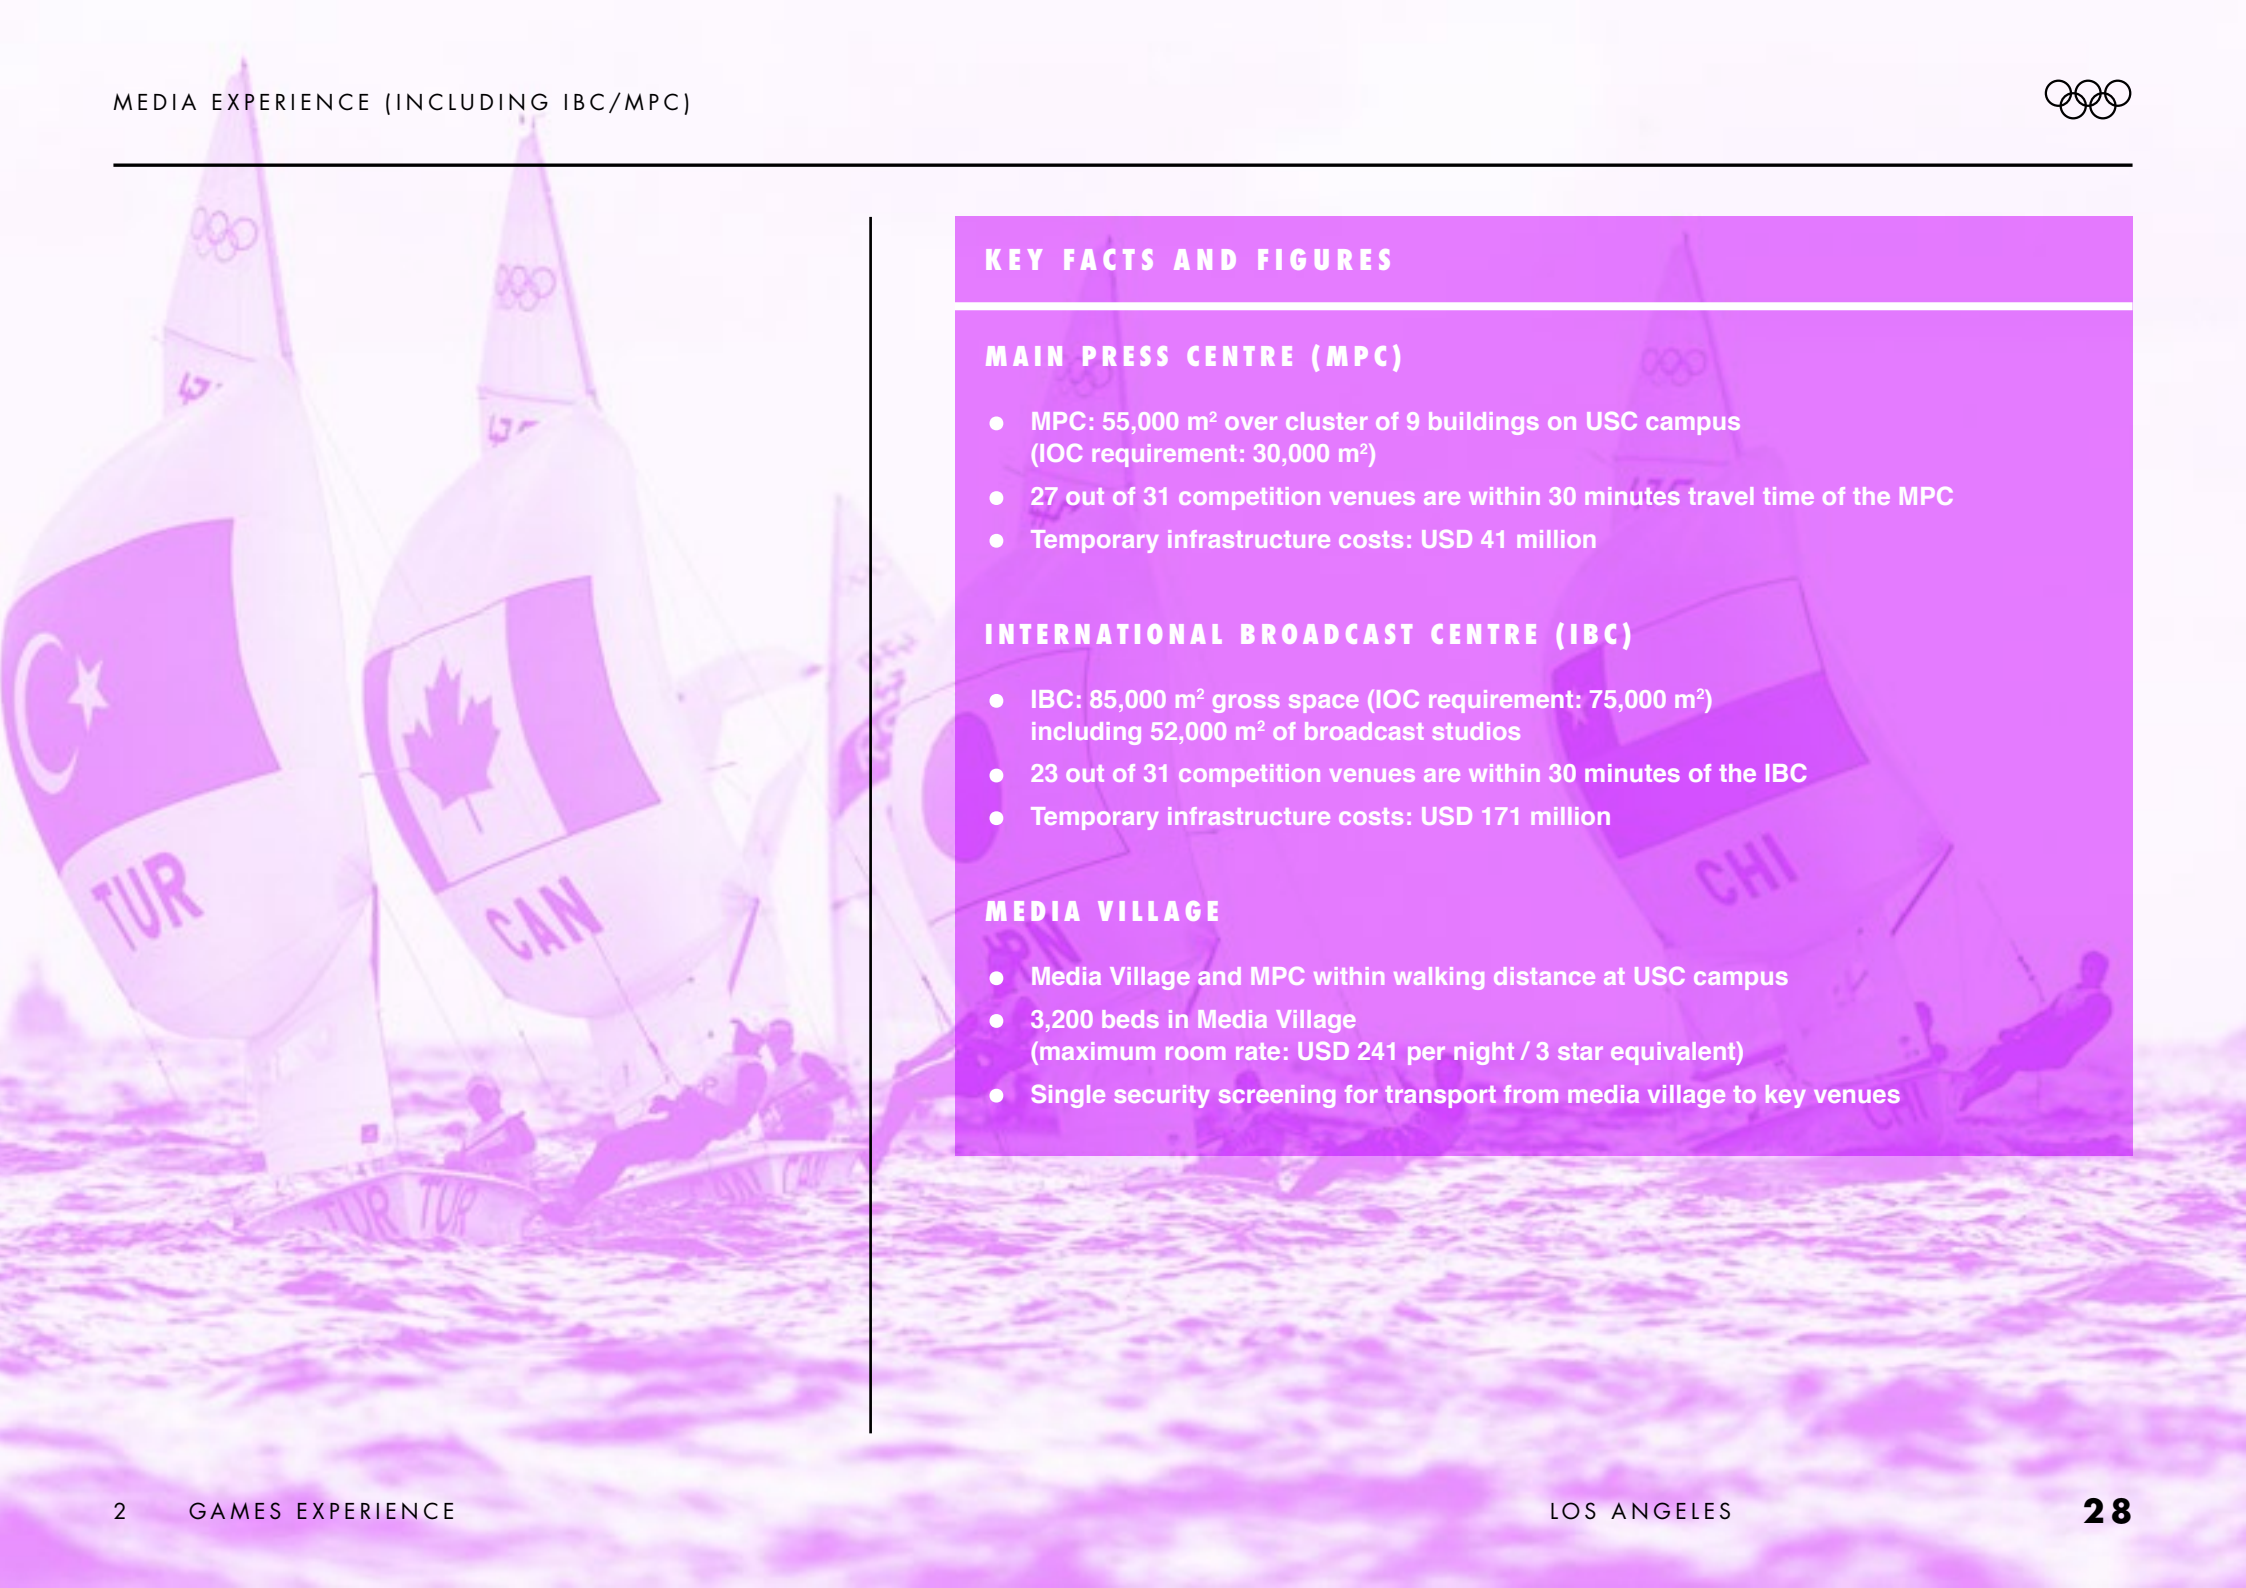 MEDIA EXPERIENCE (INCLUDING IBC/MPC)
KEY FACTS AND FIGURES
MAIN PRESS CENTRE (MPC)
● MPC: 55,000 m² over cluster of 9 buildings on USC campus
(IOC requirement: 30,000 m²)
● 27 out of 31 competition venues are within 30 minutes travel time of the MPC
● Temporary infrastructure costs: USD 41 million
INTERNATIONAL BROADCAST CENTRE (IBC)
● IBC: 85,000 m² gross space (IOC requirement: 75,000 m²)
including 52,000 m² of broadcast studios
● 23 out of 31 competition venues are within 30 minutes of the IBC
● Temporary infrastructure costs: USD 171 million
MEDIA VILLAGE
● Media Village and MPC within walking distance at USC campus
● 3,200 beds in Media Village
(maximum room rate: USD 241 per night / 3 star equivalent)
● Single security screening for transport from media village to key venues
TUR
CAN
CHI
TUR TUR
CAN
CHI
2 GAMES EXPERIENCE
LOS ANGELES
28